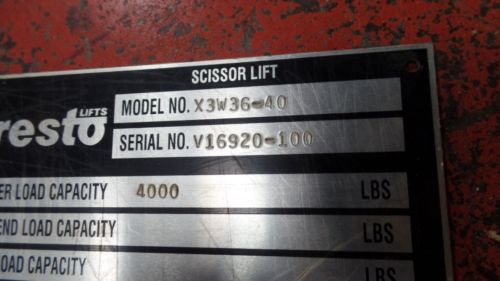 SCISSOR LIFT
LIFTS
resto
MODEL NO. X3W36-40
SERIAL NO. V16920-100
ER LOAD CAPACITY 4000 LBS
END LOAD CAPACITY LBS
OAD CAPACITY LBS